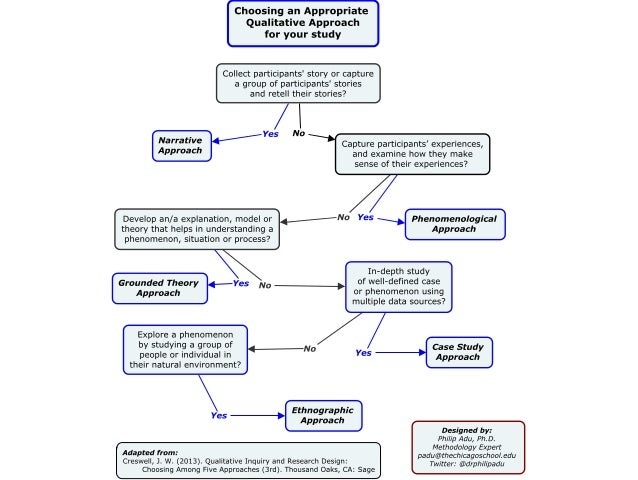 Choosing an Appropriate
Qualitative Approach
for your study
Collect participants' story or capture
a group of participants' stories
and retell their stories?
Yes
No
Narrative
Approach
Capture participants' experiences,
and examine how they make
sense of their experiences?
No
Yes
Phenomenological
Approach
Develop an/a explanation, model or
theory that helps in understanding a
phenomenon, situation or process?
Yes
No
Grounded Theory
Approach
In-depth study
of well-defined case
or phenomenon using
multiple data sources?
No
Yes
Case Study
Approach
Explore a phenomenon
by studying a group of
people or individual in
their natural environment?
Yes
Ethnographic
Approach
Adapted from:
Creswell, J. W. (2013). Qualitative Inquiry and Research Design:
Choosing Among Five Approaches (3rd). Thousand Oaks, CA: Sage
Designed by:
Philip Adu, Ph.D.
Methodology Expert
padu@thechicagoschool.edu
Twitter: @drphilipadu